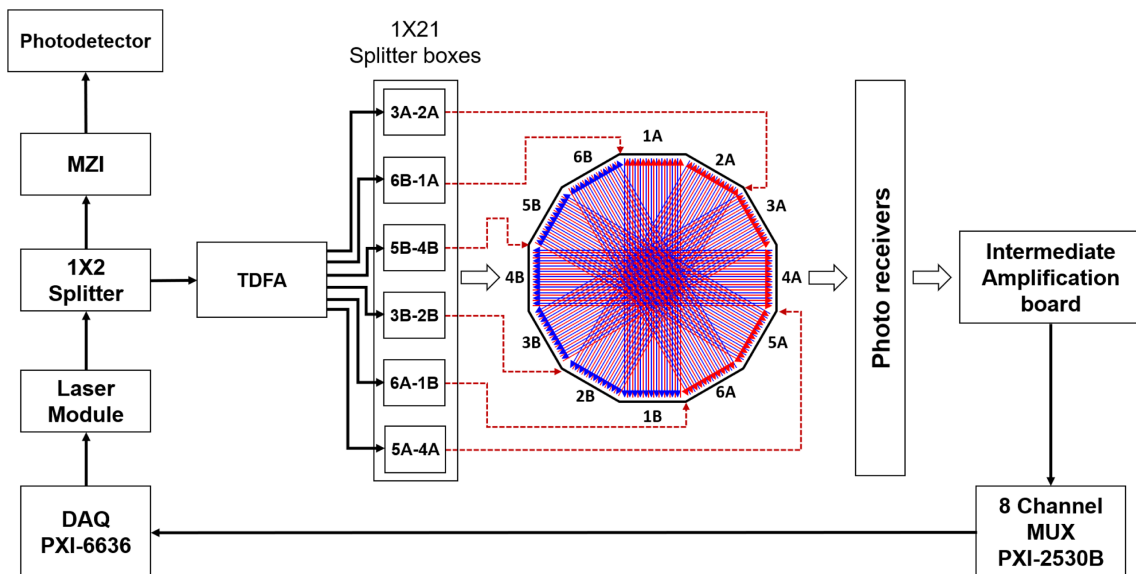 Photodetector
MZI
1X2
Splitter
Laser
Module
DAQ
PXI-6636
TDFA
1X21
Splitter boxes
3A-2A
6B-1A
5B-4B
3B-2B
6A-1B
5A-4A
1A
2A
3A
4A
5A
6A
1B
2B
3B
4B
5B
6B
Photo receivers
Intermediate
Amplification
board
8 Channel
MUX
PXI-2530B